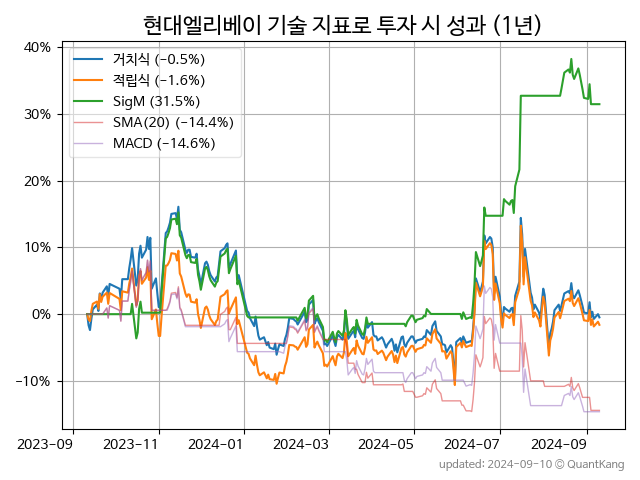 현대엘리베이 기술 지표로 투자 시 성과 (1년)
40%
30%
20%
10%
0%
−10%
거치식 (−0.5%)
적립식 (−1.6%)
SigM (31.5%)
SMA(20) (−14.4%)
MACD (−14.6%)
2023-09
2023-11
2024-01
2024-03
2024-05
2024-07
2024-09
updated: 2024-09-10 © QuantKang